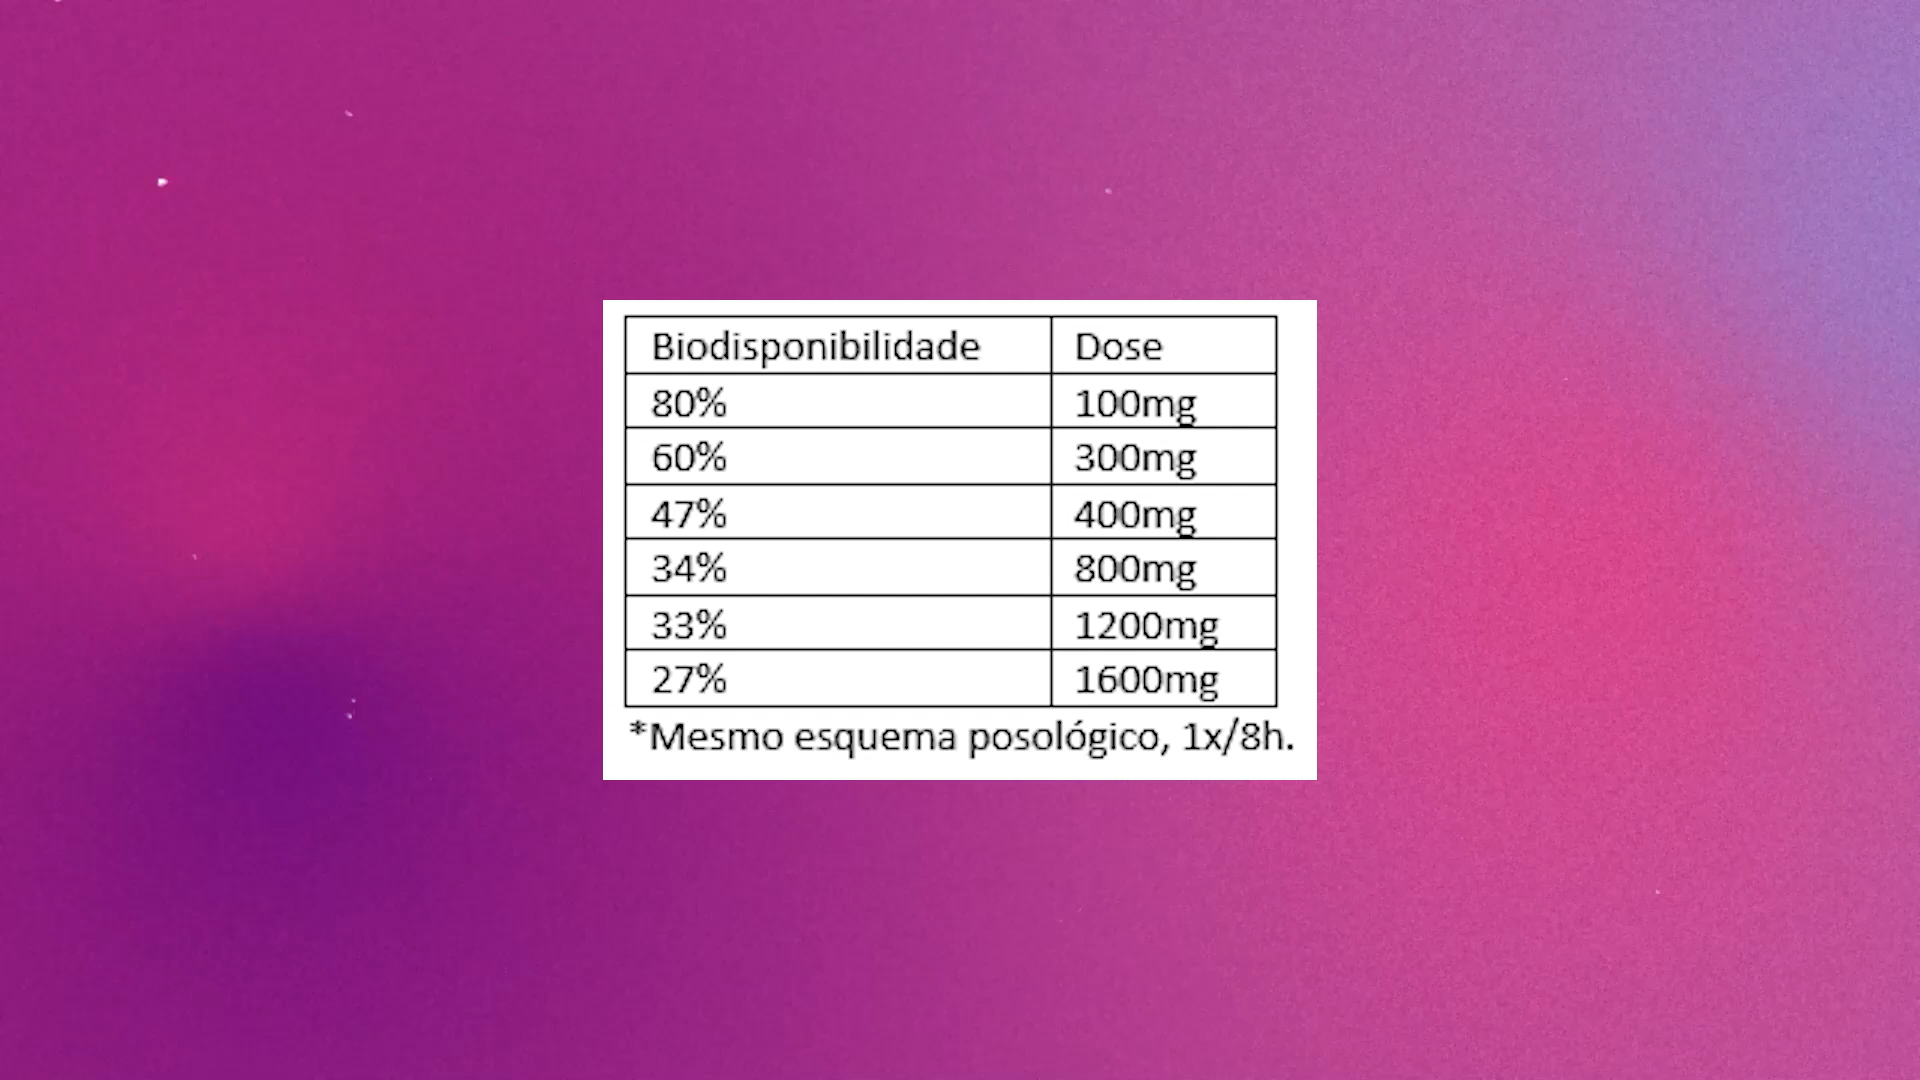 Biodisponibilidade Dose
80% 100mg
60% 300mg
47% 400mg
34% 800mg
33% 1200mg
27% 1600mg
*Mesmo esquema posológico, 1x/8h.